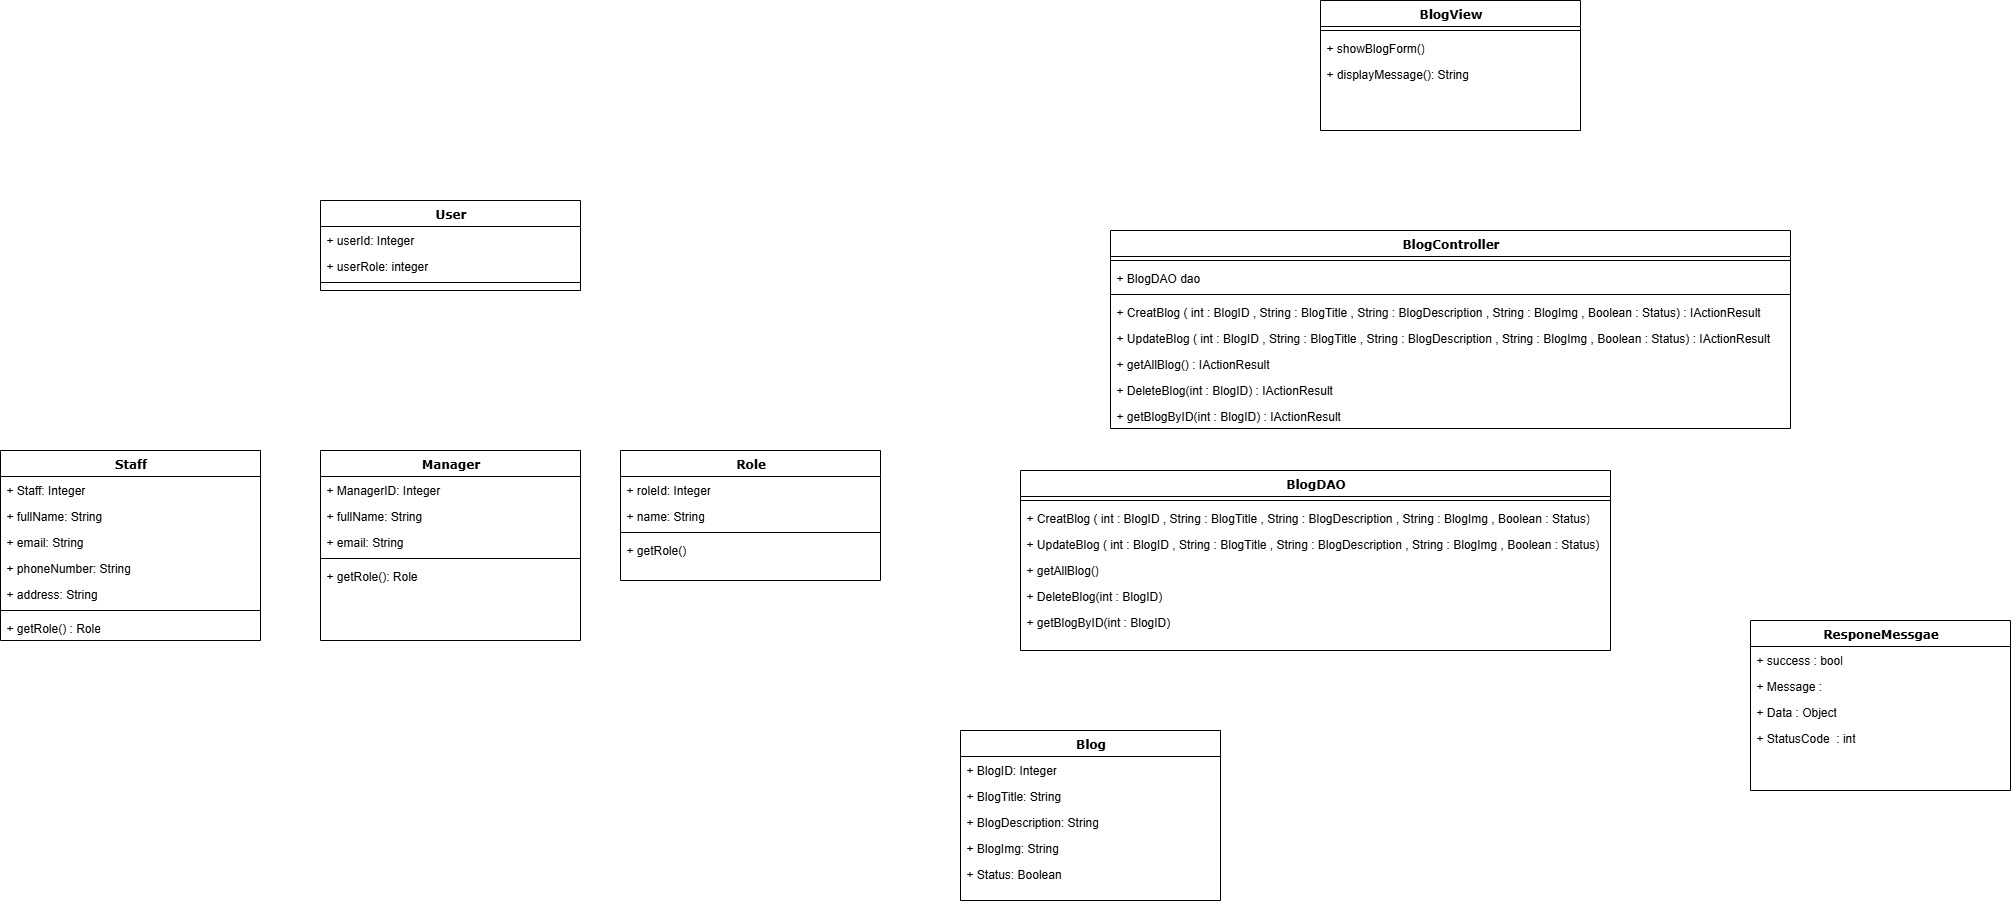 BlogView
+ showBlogForm()
+ displayMessage(): String
User
+ userId: Integer
+ userRole: integer
BlogController
+ BlogDAO dao
+ CreatBlog ( int : BlogID , String : BlogTitle , String : BlogDescription , String : BlogImg , Boolean : Status) : IActionResult
+ UpdateBlog ( int : BlogID , String : BlogTitle , String : BlogDescription , String : BlogImg , Boolean : Status) : IActionResult
+ getAllBlog() : IActionResult
+ DeleteBlog(int : BlogID) : IActionResult
+ getBlogByID(int : BlogID) : IActionResult
Staff
+ Staff: Integer
+ fullName: String
+ email: String
+ phoneNumber: String
+ address: String
+ getRole() : Role
Manager
+ ManagerID: Integer
+ fullName: String
+ email: String
+ getRole(): Role
Role
+ roleId: Integer
+ name: String
+ getRole()
BlogDAO
+ CreatBlog ( int : BlogID , String : BlogTitle , String : BlogDescription , String : BlogImg , Boolean : Status)
+ UpdateBlog ( int : BlogID , String : BlogTitle , String : BlogDescription , String : BlogImg , Boolean : Status)
+ getAllBlog()
+ DeleteBlog(int : BlogID)
+ getBlogByID(int : BlogID)
ResponeMessgae
+ success : bool
+ Message :
+ Data : Object
+ StatusCode  : int
Blog
+ BlogID: Integer
+ BlogTitle: String
+ BlogDescription: String
+ BlogImg: String
+ Status: Boolean